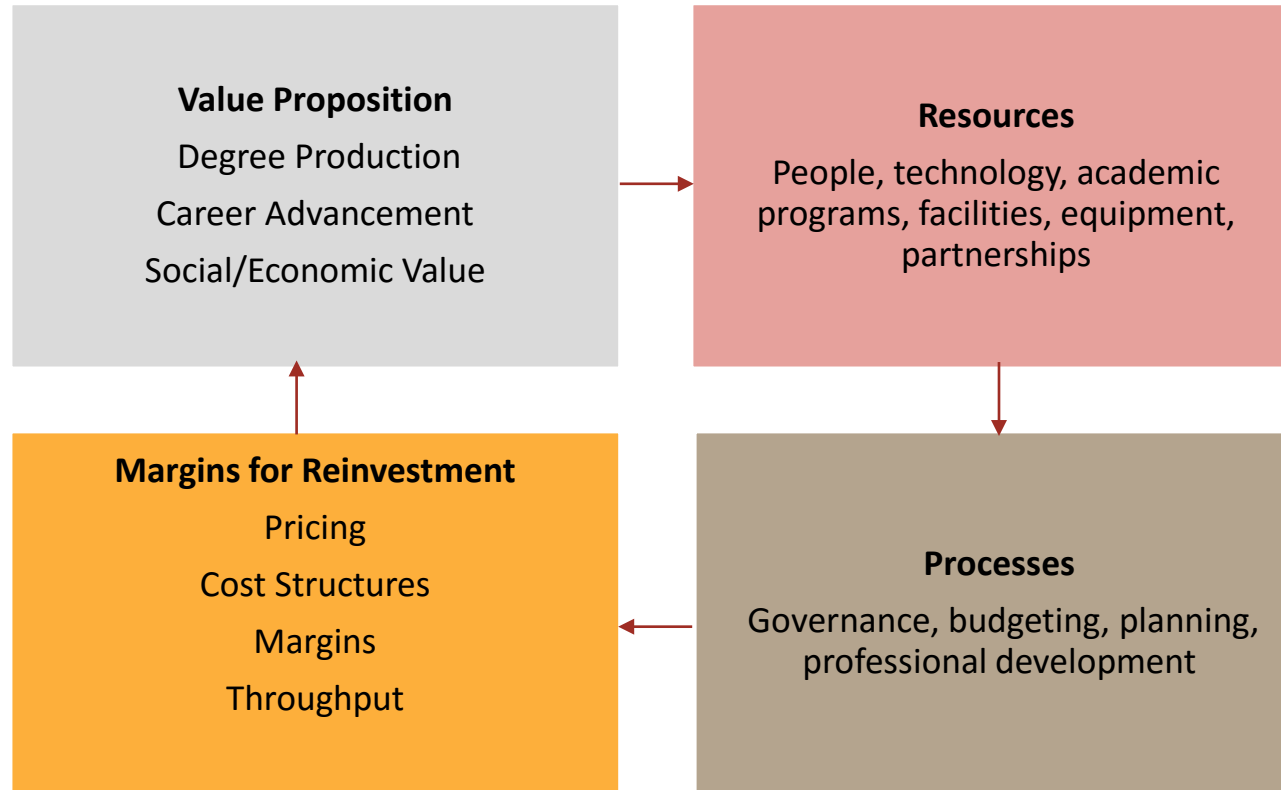 Value Proposition
Degree Production
Career Advancement
Social/Economic Value
Resources
People, technology, academic
programs, facilities, equipment,
partnerships
Margins for Reinvestment
Pricing
Cost Structures
Margins
Throughput
Processes
Governance, budgeting, planning,
professional development